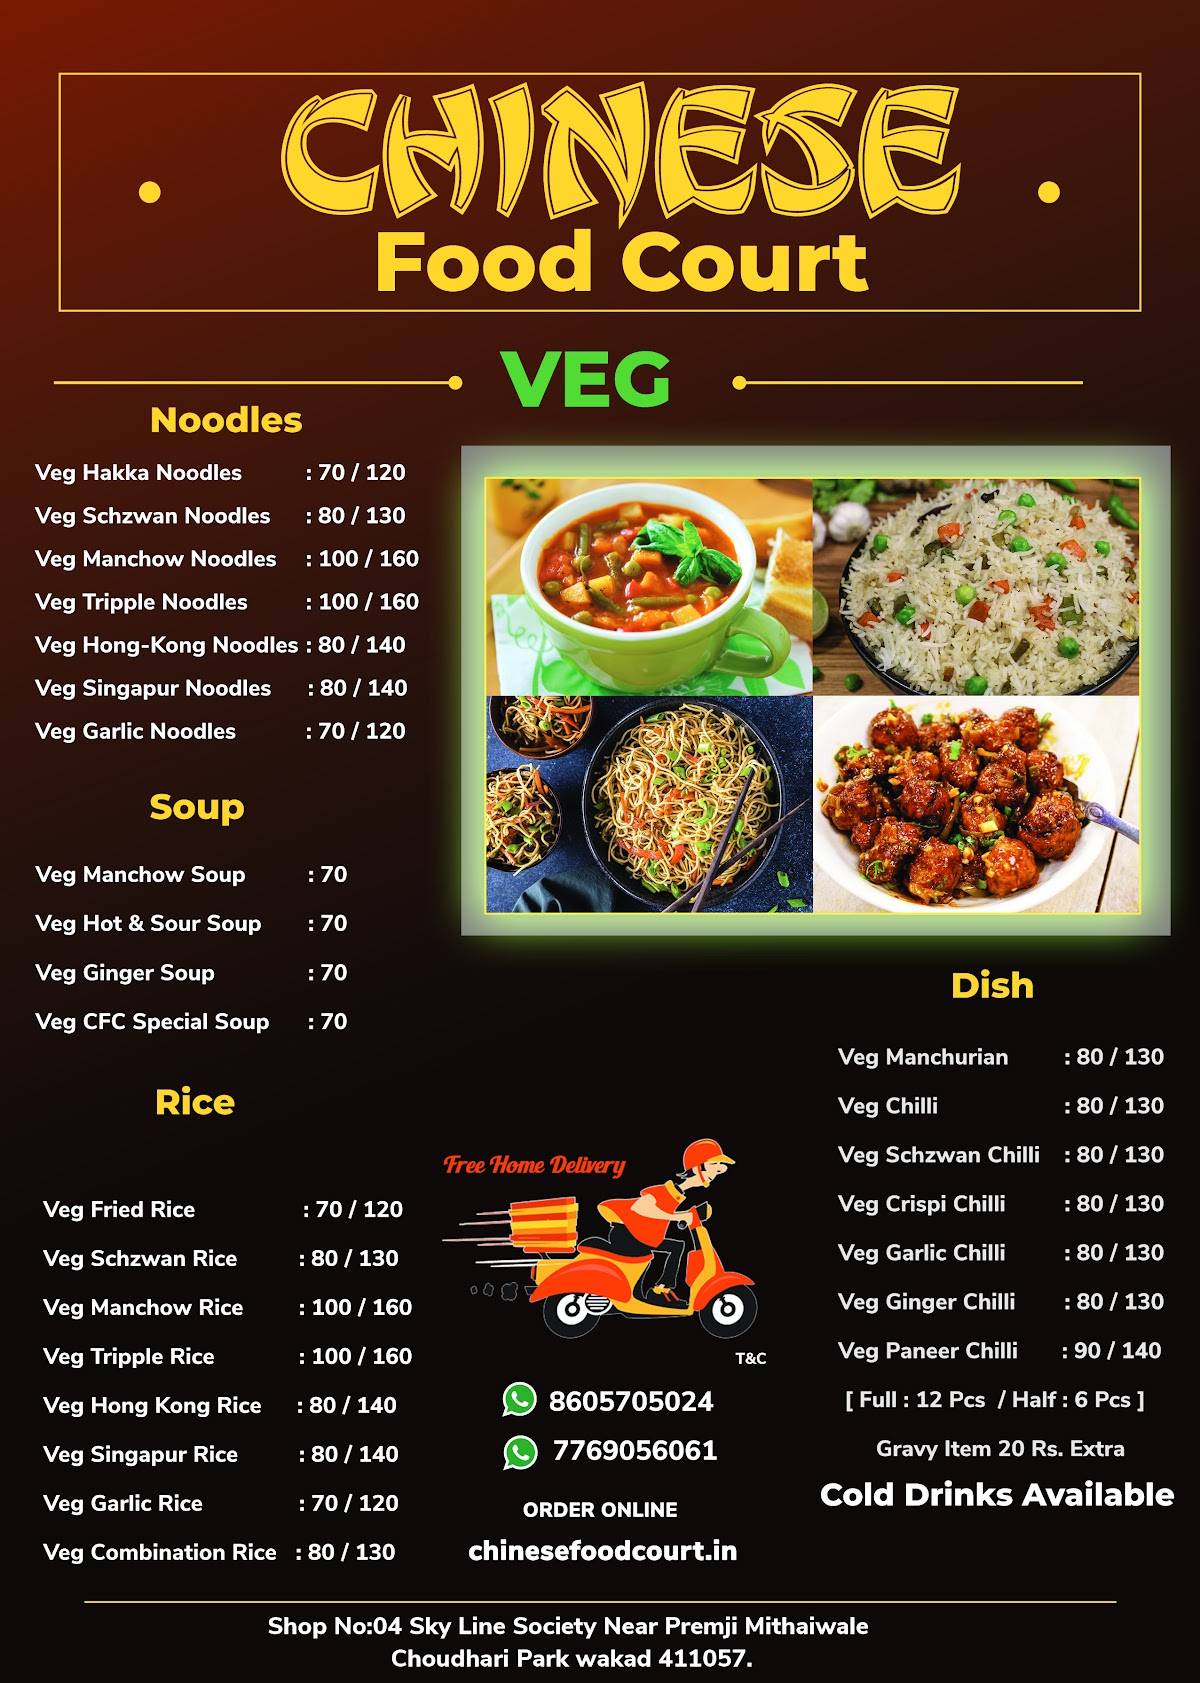 CHINESE
Food Court
VEG
Noodles
Veg Hakka Noodles : 70 / 120
Veg Schzwan Noodles : 80 / 130
Veg Manchow Noodles : 100 / 160
Veg Tripple Noodles : 100 / 160
Veg Hong-Kong Noodles : 80 / 140
Veg Singapur Noodles : 80 / 140
Veg Garlic Noodles : 70 / 120
Soup
Veg Manchow Soup : 70
Veg Hot & Sour Soup : 70
Veg Ginger Soup : 70
Veg CFC Special Soup : 70
Rice
Veg Fried Rice : 70 / 120
Veg Schzwan Rice : 80 / 130
Veg Manchow Rice : 100 / 160
Veg Tripple Rice : 100 / 160
Veg Hong Kong Rice : 80 / 140
Veg Singapur Rice : 80 / 140
Veg Garlic Rice : 70 / 120
Veg Combination Rice : 80 / 130
Free Home Delivery
T&C
8605705024
7769056061
ORDER ONLINE
chinesefoodcourt.in
Dish
Veg Manchurian : 80 / 130
Veg Chilli : 80 / 130
Veg Schzwan Chilli : 80 / 130
Veg Crispi Chilli : 80 / 130
Veg Garlic Chilli : 80 / 130
Veg Ginger Chilli : 80 / 130
Veg Paneer Chilli : 90 / 140
[ Full : 12 Pcs / Half : 6 Pcs ]
Gravy Item 20 Rs. Extra
Cold Drinks Available
Shop No:04 Sky Line Society Near Premji Mithaiwale
Choudhari Park wakad 411057.